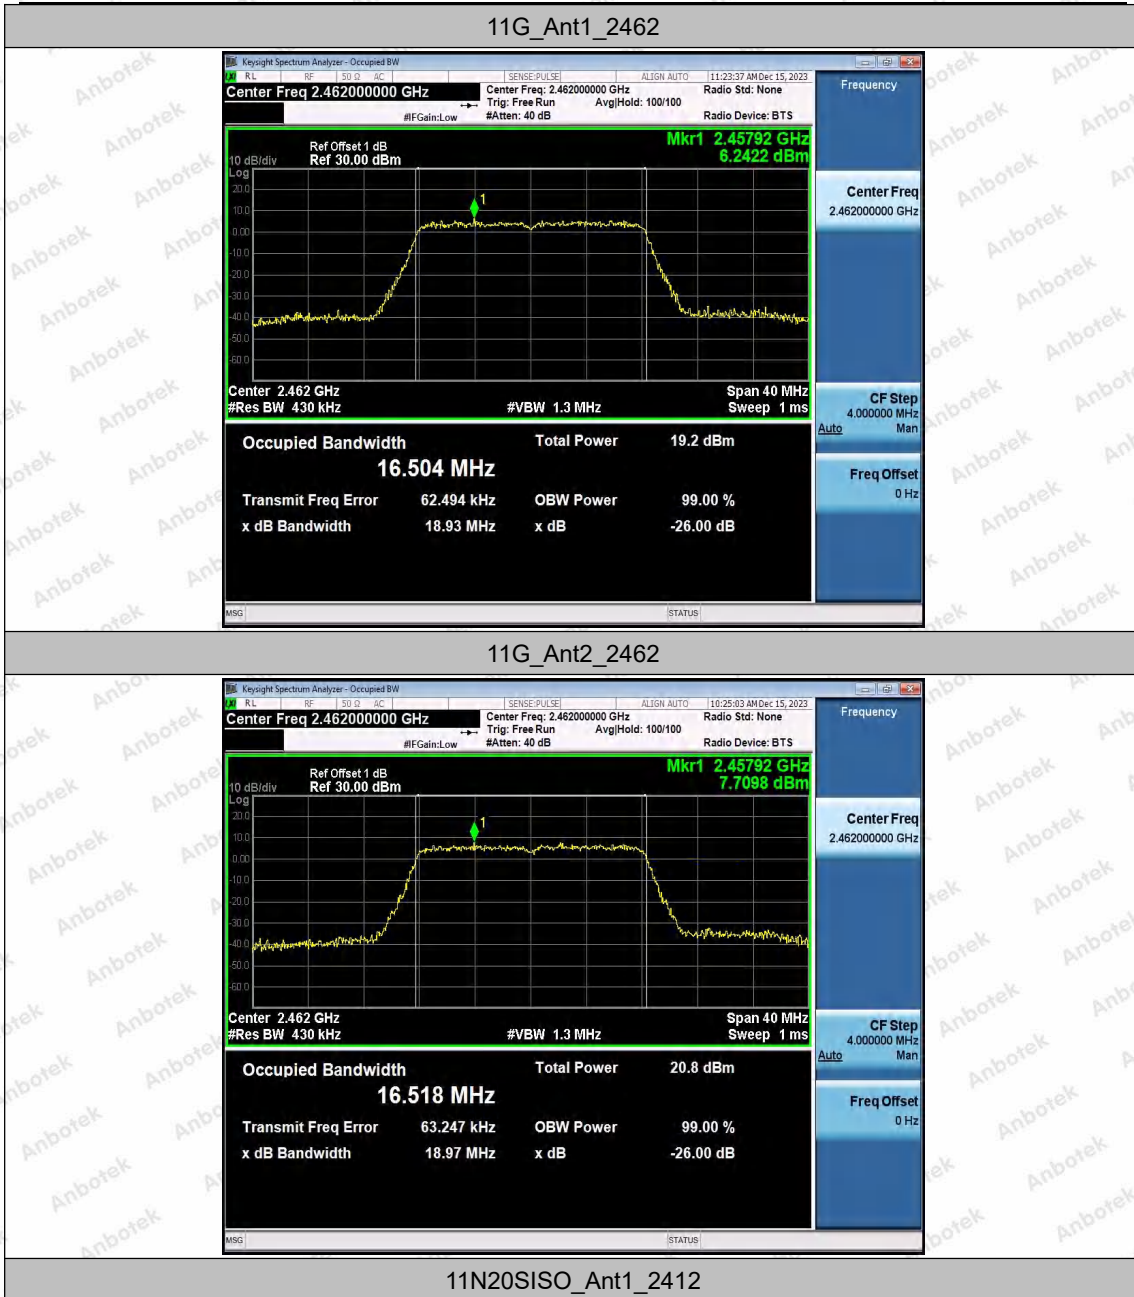 11G_Ant1_2462
Keysight Spectrum Analyzer - Occupied BW
LXI RL RF 50 Ω AC SENSE:PULSE ALIGN AUTO 11:23:37 AM Dec 15, 2023
Center Freq 2.462000000 GHz Center Freq: 2.462000000 GHz Radio Std: None Frequency
Trig: Free Run Avg|Hold: 100/100
#IFGain:Low #Atten: 40 dB Radio Device: BTS
Ref Offset 1 dB Mkr1 2.45792 GHz
10 dB/div Ref 30.00 dBm 6.2422 dBm
Log
20.0
1
10.0
0.00
-10.0
-20.0
-30.0
-40.0
-50.0
-60.0
Center Freq
2.462000000 GHz
Center 2.462 GHz Span 40 MHz
#Res BW 430 kHz #VBW 1.3 MHz Sweep 1 ms
CF Step
4.000000 MHz
Auto Man
Occupied Bandwidth Total Power 19.2 dBm
16.504 MHz
Freq Offset
0 Hz
Transmit Freq Error 62.494 kHz OBW Power 99.00 %
x dB Bandwidth 18.93 MHz x dB -26.00 dB
MSG STATUS
11G_Ant2_2462
Keysight Spectrum Analyzer - Occupied BW
LXI RL RF 50 Ω AC SENSE:PULSE ALIGN AUTO 10:25:03 AM Dec 15, 2023
Center Freq 2.462000000 GHz Center Freq: 2.462000000 GHz Radio Std: None Frequency
Trig: Free Run Avg|Hold: 100/100
#IFGain:Low #Atten: 40 dB Radio Device: BTS
Ref Offset 1 dB Mkr1 2.45792 GHz
10 dB/div Ref 30.00 dBm 7.7098 dBm
Log
20.0
1
10.0
0.00
-10.0
-20.0
-30.0
-40.0
-50.0
-60.0
Center Freq
2.462000000 GHz
Center 2.462 GHz Span 40 MHz
#Res BW 430 kHz #VBW 1.3 MHz Sweep 1 ms
CF Step
4.000000 MHz
Auto Man
Occupied Bandwidth Total Power 20.8 dBm
16.518 MHz
Freq Offset
0 Hz
Transmit Freq Error 63.247 kHz OBW Power 99.00 %
x dB Bandwidth 18.97 MHz x dB -26.00 dB
MSG STATUS
11N20SISO_Ant1_2412
Anbotek